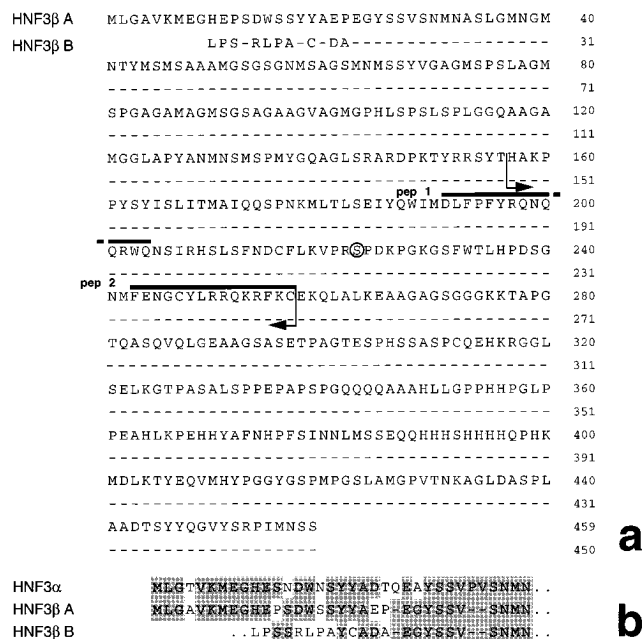 HNF3β A MLGAVKMEGHEPSDWSSYYAEPEGYSSVSNMNASLGMNGM 40
HNF3β B LPS-RLPA-C-DA------------------ 31
NTYMSMSAAAMGSGSGNMSAGSMNMSSYVGAGMSPSLAGM 80
---------------------------------------- 71
SPGAGAMAGMSGSAGAAGVAGMGPHLSPSLSPLGGQAAGA 120
---------------------------------------- 111
MGGLAPYANMNSMSPMYGQAGLSRARDPKTYRRSYTHAKP 160
---------------------------------------- 151
pep 1
PYSYISLITMAIQQSPNKMLTLSEIYQWIMDLFPFYRQNQ 200
---------------------------------------- 191
QRWQNSIRHSLSFNDCFLKVPRSPDKPGKGSFWTLHPDSG 240
---------------------------------------- 231
pep 2
NMFENGCYLRRQKRFKCEKQLALKEAAGAGSGGGKKTAPG 280
---------------------------------------- 271
TQASQVQLGEAAGSASETPAGTESPHSSASPCQEHKRGGL 320
---------------------------------------- 311
SELKGTPASALSPPEPAPSPGQQQQAAAHLLGPPHHPGLP 360
---------------------------------------- 351
PEAHLKPEHHYAFNHPFSINNLMSSEQQHHHSHHHHQPHK 400
---------------------------------------- 391
MDLKTYEQVMHYPGGYGSPMPGSLAMGPVTNKAGLDASPL 440
---------------------------------------- 431
AADTSYYQGVYSRPIMNSS 459
------------------- 450
a
HNF3α MLGTVKMEGHESNDWNSYYADTQEAYSSVPVSNMN..
HNF3β A MLGAVKMEGHEPSDWSSYYAEP-EGYSSV--SNMN..
HNF3β B ..LPSSRLPAYCADA-EGYSSV--SNMN..
b